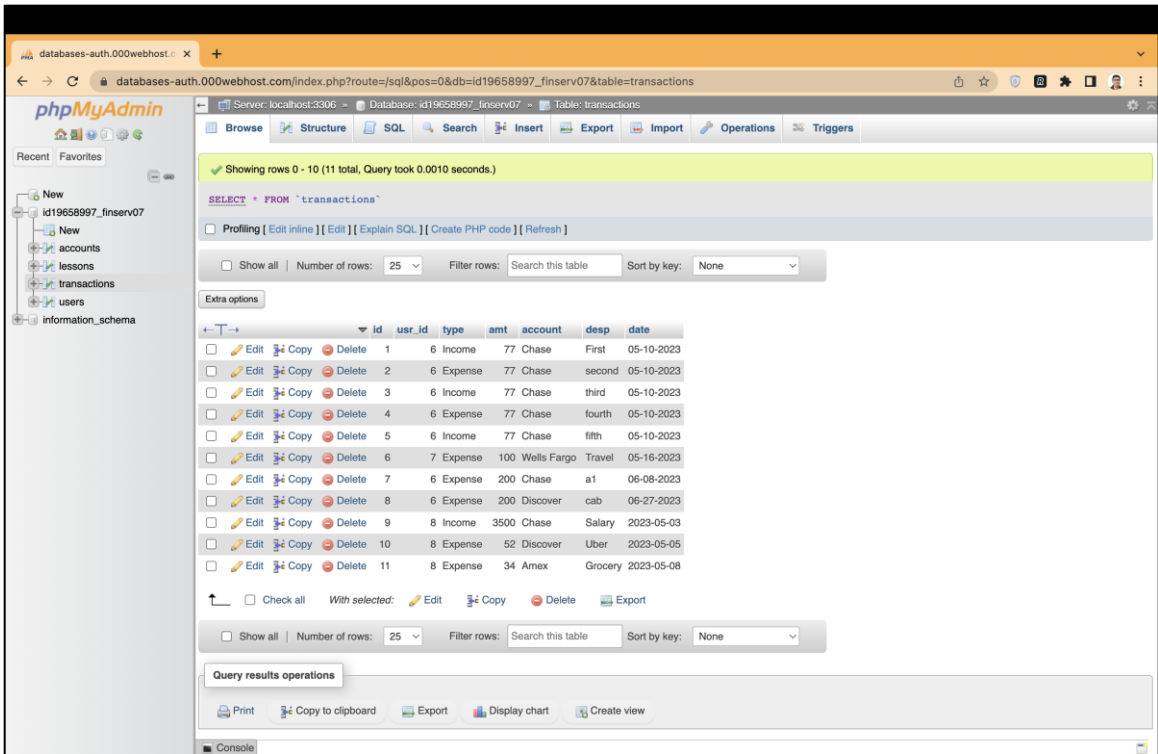 databases-auth.000webhost.c
databases-auth.000webhost.com/index.php?route=/sql&pos=0&db=id19658997_finserv07&table=transactions
phpMyAdmin
Recent Favorites
New
id19658997_finserv07
New
accounts
lessons
transactions
users
information_schema
Server: localhost:3306 » Database: id19658997_finserv07 » Table: transactions
Browse Structure SQL Search Insert Export Import Operations Triggers
Showing rows 0 - 10 (11 total, Query took 0.0010 seconds.)
SELECT * FROM `transactions`
Profiling [ Edit inline ] [ Edit ] [ Explain SQL ] [ Create PHP code ] [ Refresh ]
Show all | Number of rows: 25 Filter rows: Search this table Sort by key: None
Extra options
←T→ id usr_id type amt account desp date
Edit Copy Delete 1 6 Income 77 Chase First 05-10-2023
Edit Copy Delete 2 6 Expense 77 Chase second 05-10-2023
Edit Copy Delete 3 6 Income 77 Chase third 05-10-2023
Edit Copy Delete 4 6 Expense 77 Chase fourth 05-10-2023
Edit Copy Delete 5 6 Income 77 Chase fifth 05-10-2023
Edit Copy Delete 6 7 Expense 100 Wells Fargo Travel 05-16-2023
Edit Copy Delete 7 6 Expense 200 Chase a1 06-08-2023
Edit Copy Delete 8 6 Expense 200 Discover cab 06-27-2023
Edit Copy Delete 9 8 Income 3500 Chase Salary 2023-05-03
Edit Copy Delete 10 8 Expense 52 Discover Uber 2023-05-05
Edit Copy Delete 11 8 Expense 34 Amex Grocery 2023-05-08
Check all With selected: Edit Copy Delete Export
Show all | Number of rows: 25 Filter rows: Search this table Sort by key: None
Query results operations
Print Copy to clipboard Export Display chart Create view
Console